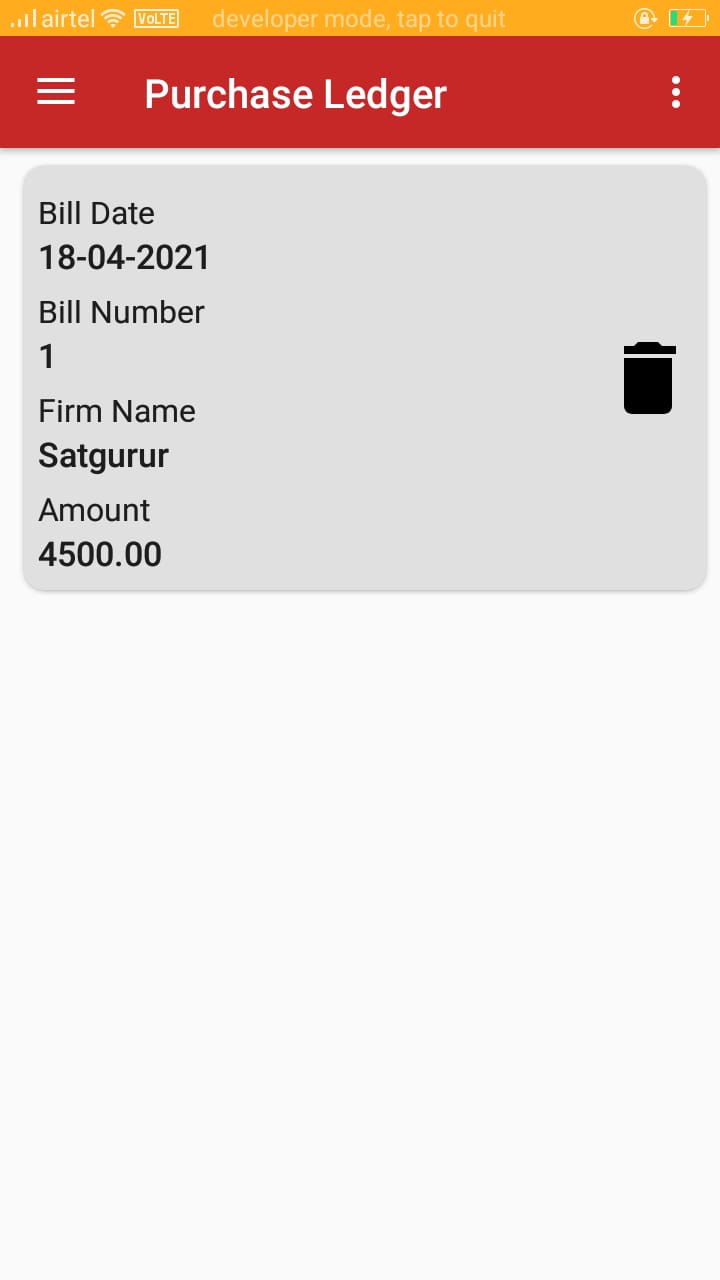 airtel VoLTE developer mode, tap to quit
Purchase Ledger
Bill Date
18-04-2021
Bill Number
1
Firm Name
Satgurur
Amount
4500.00